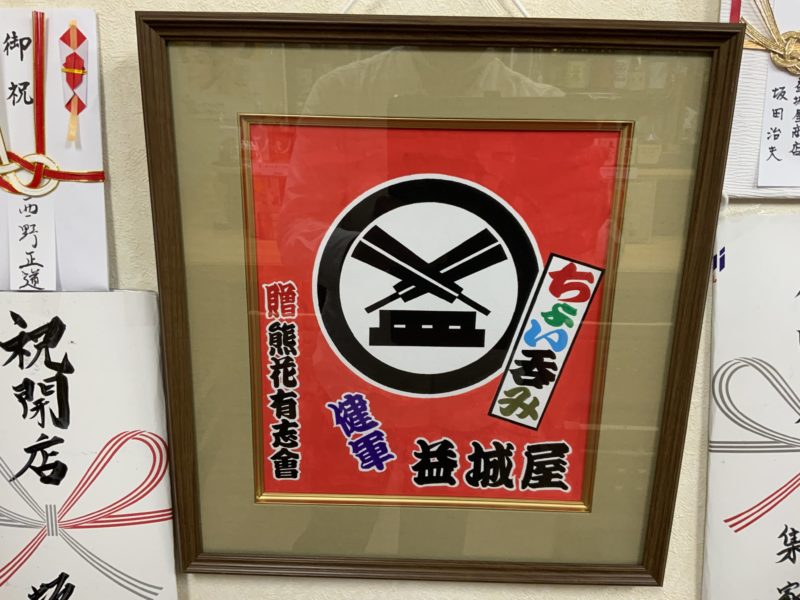 御祝
西野正道
祝開店
贈熊花有志會
健軍
益城屋
ちょい呑み
坂田治夫
集